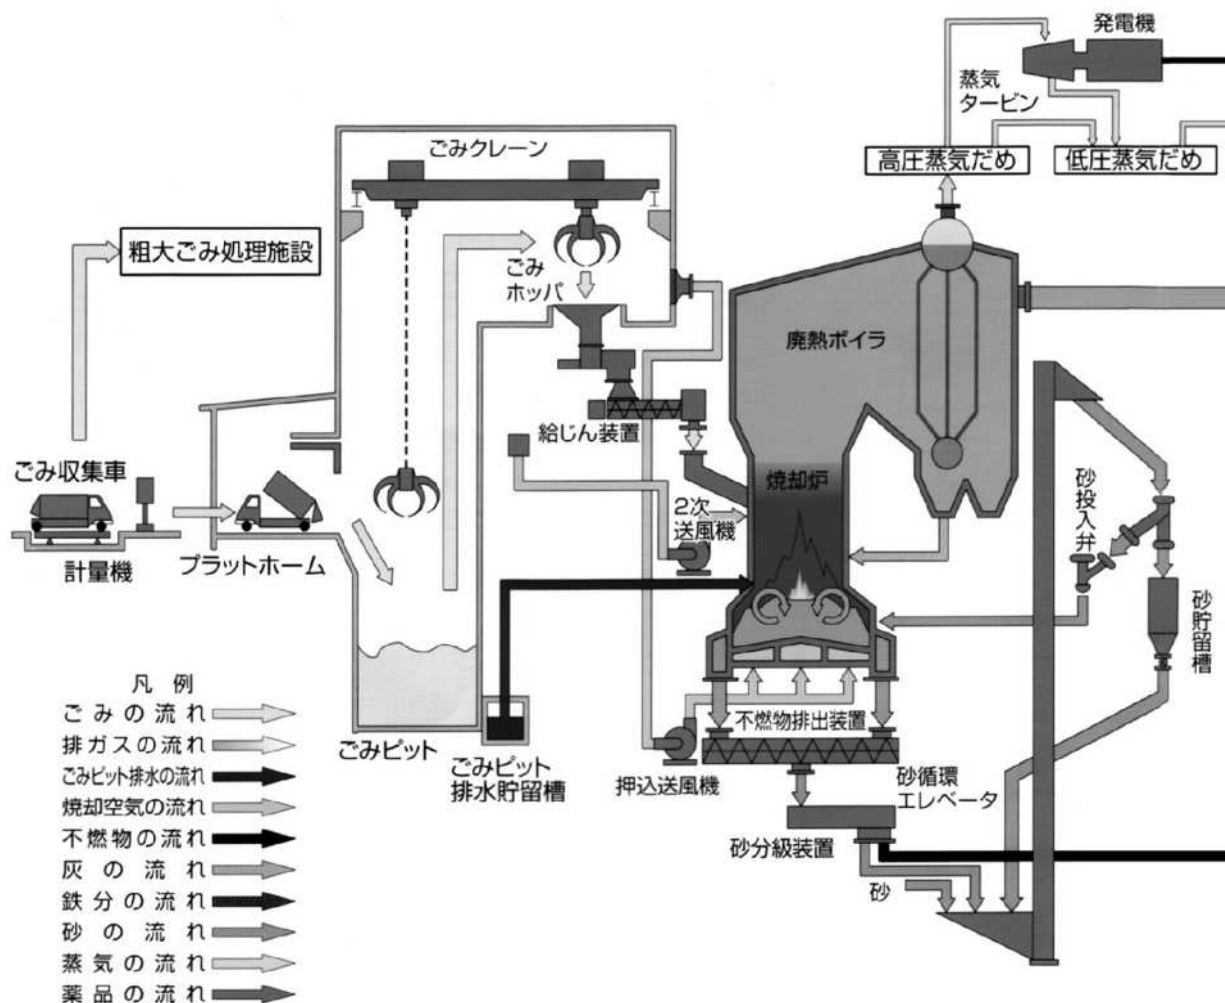 発電機
蒸気
タービン
高圧蒸気だめ
低圧蒸気だめ
ごみクレーン
粗大ごみ処理施設
ごみ
ホッパ
廃熱ボイラ
給じん装置
ごみ収集車
計量機
プラットホーム
焼却炉
2次
送風機
砂投入弁
砂貯留槽
ごみピット
ごみピット
排水貯留槽
不燃物排出装置
押込送風機
砂循環
エレベータ
砂分級装置
砂
凡例
ごみの流れ
排ガスの流れ
ごみピット排水の流れ
焼却空気の流れ
不燃物の流れ
灰の流れ
鉄分の流れ
砂の流れ
蒸気の流れ
薬品の流れ